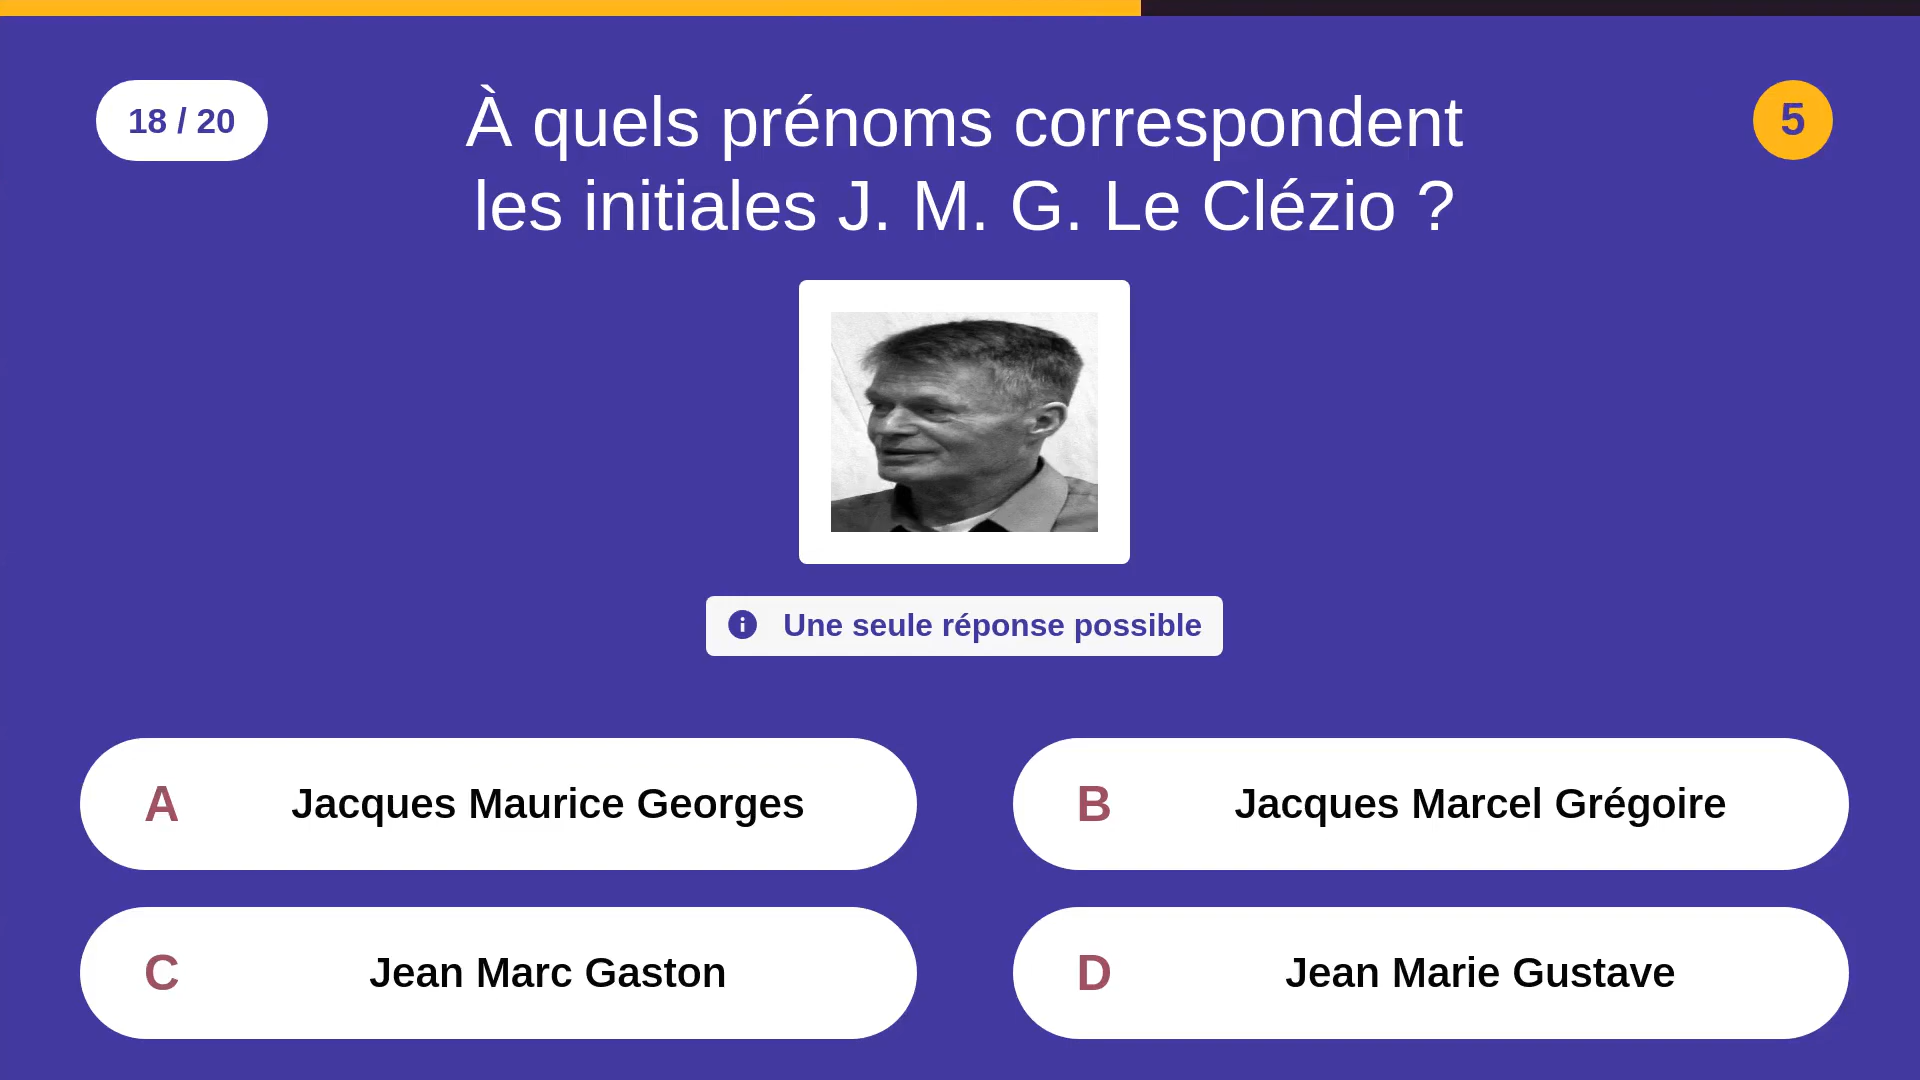 18 / 20
À quels prénoms correspondent
les initiales J. M. G. Le Clézio ?
5
Une seule réponse possible
A Jacques Maurice Georges
B Jacques Marcel Grégoire
C Jean Marc Gaston
D Jean Marie Gustave